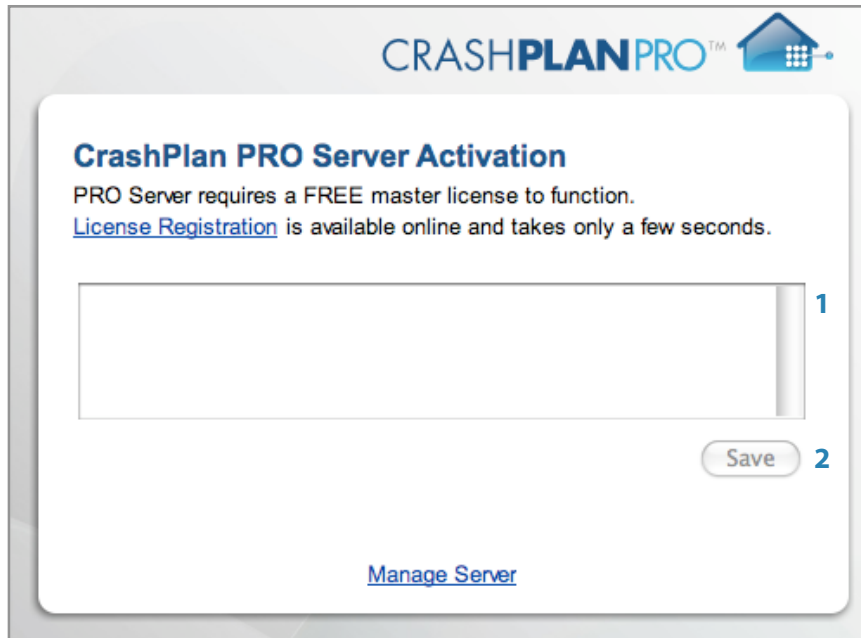 CRASHPLANPRO™
CrashPlan PRO Server Activation
PRO Server requires a FREE master license to function.
License Registration is available online and takes only a few seconds.
1
Save 2
Manage Server